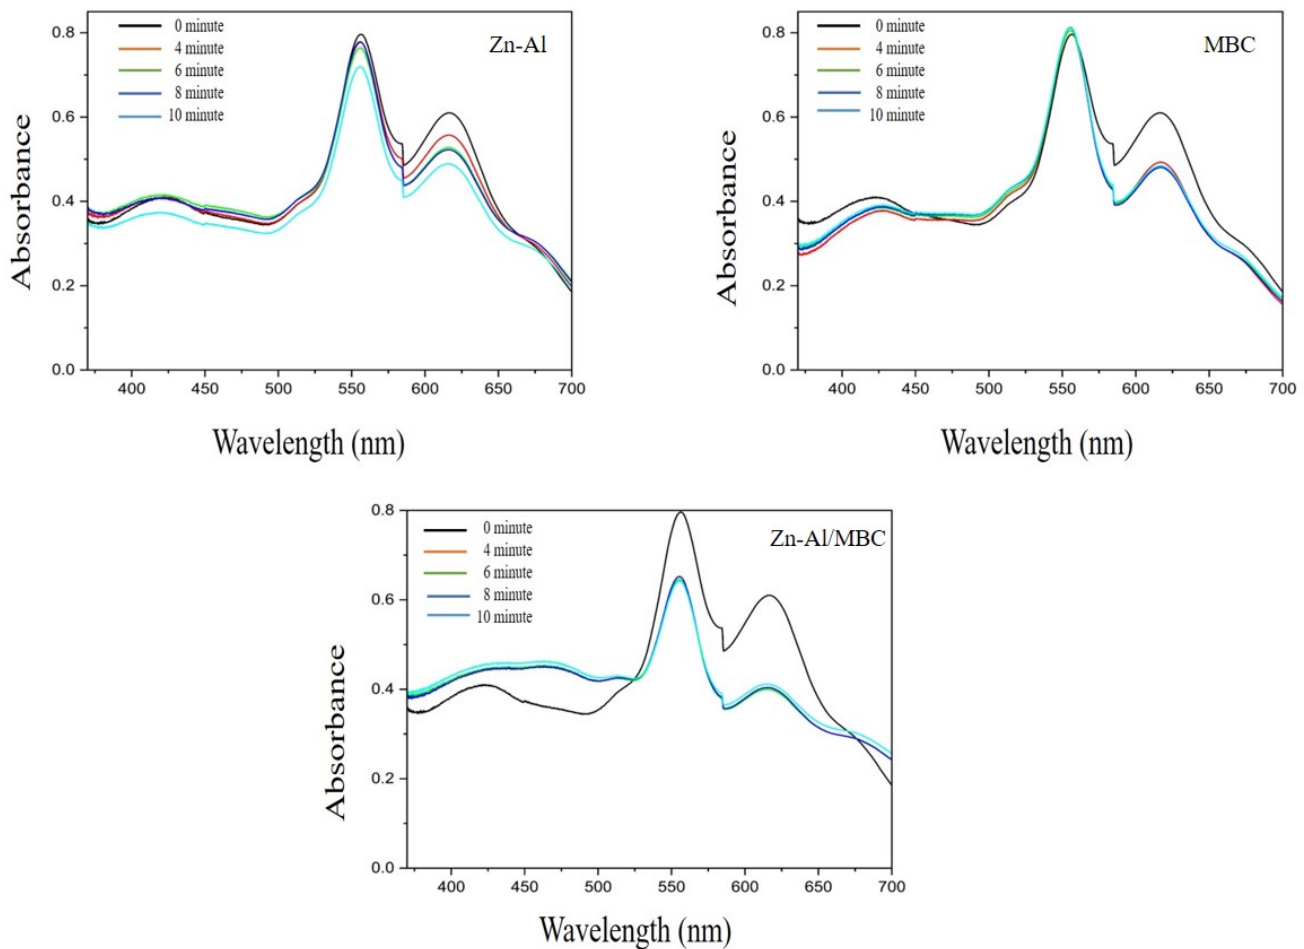 0 minute
4 minute
6 minute
8 minute
10 minute
Zn-Al
0.8
0.6
0.4
0.2
0.0
Absorbance
400 450 500 550 600 650 700
Wavelength (nm)
0 minute
4 minute
6 minute
8 minute
10 minute
MBC
0.8
0.6
0.4
0.2
0.0
Absorbance
400 450 500 550 600 650 700
Wavelength (nm)
0 minute
4 minute
6 minute
8 minute
10 minute
Zn-Al/MBC
0.8
0.6
0.4
0.2
0.0
Absorbance
400 450 500 550 600 650 700
Wavelength (nm)